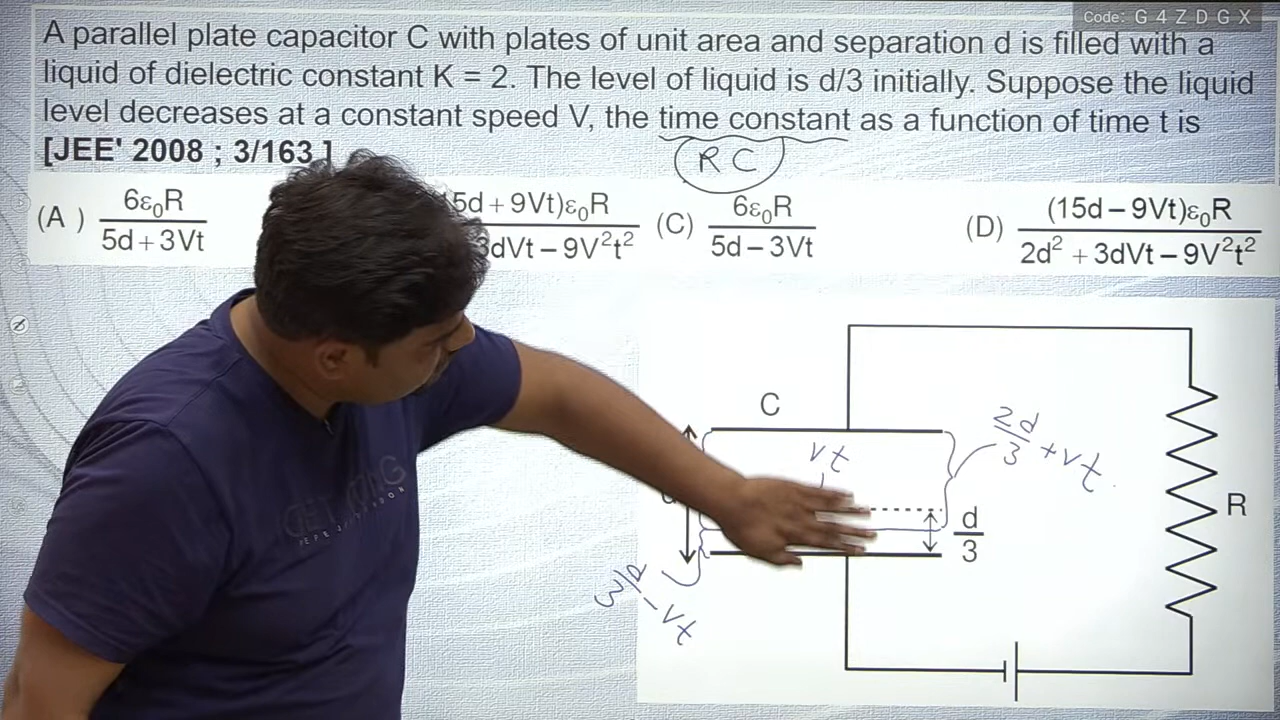 Code: G 4 Z D G X
A parallel plate capacitor C with plates of unit area and separation d is filled with a
liquid of dielectric constant K = 2. The level of liquid is d/3 initially. Suppose the liquid
level decreases at a constant speed V, the time constant as a function of time t is
[JEE' 2008 ; 3/163 ]
RC
(A ) 6ε₀R / 5d + 3Vt
5d + 9Vt)ε₀R / 3dVt – 9V²t²
(C) 6ε₀R / 5d – 3Vt
(D) (15d – 9Vt)ε₀R / 2d² + 3dVt – 9V²t²
C
2d/3 + vt
vt
R
d/3
d/3 - vt